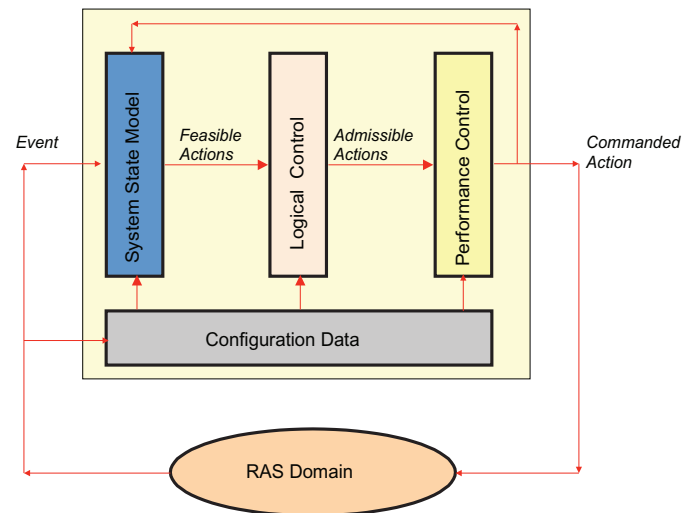 Event
System State Model
Feasible
Actions
Logical Control
Admissible
Actions
Performance Control
Commanded
Action
Configuration Data
RAS Domain